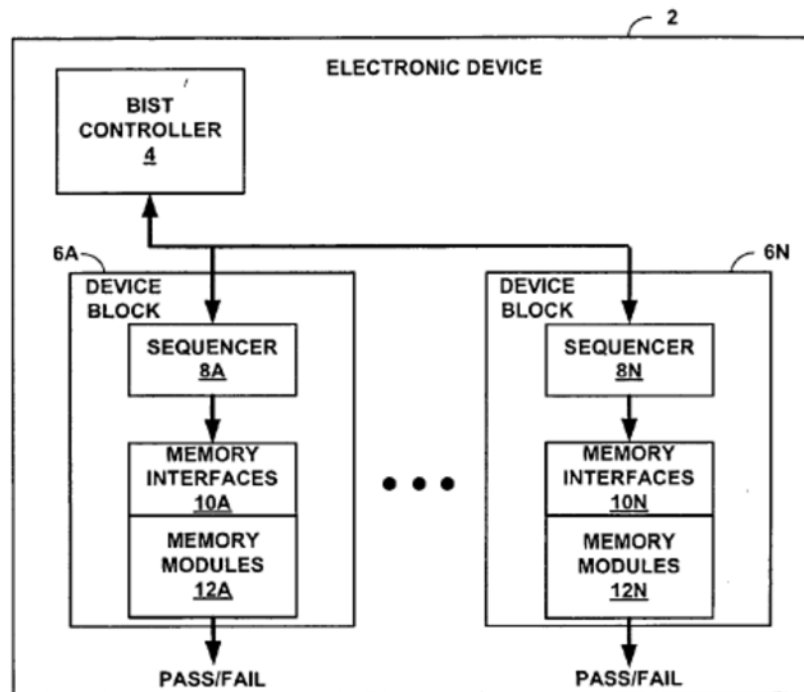 2
ELECTRONIC DEVICE
BIST
CONTROLLER
4
6A
6N
DEVICE
BLOCK
SEQUENCER
8A
MEMORY
INTERFACES
10A
MEMORY
MODULES
12A
PASS/FAIL
DEVICE
BLOCK
SEQUENCER
8N
MEMORY
INTERFACES
10N
MEMORY
MODULES
12N
PASS/FAIL